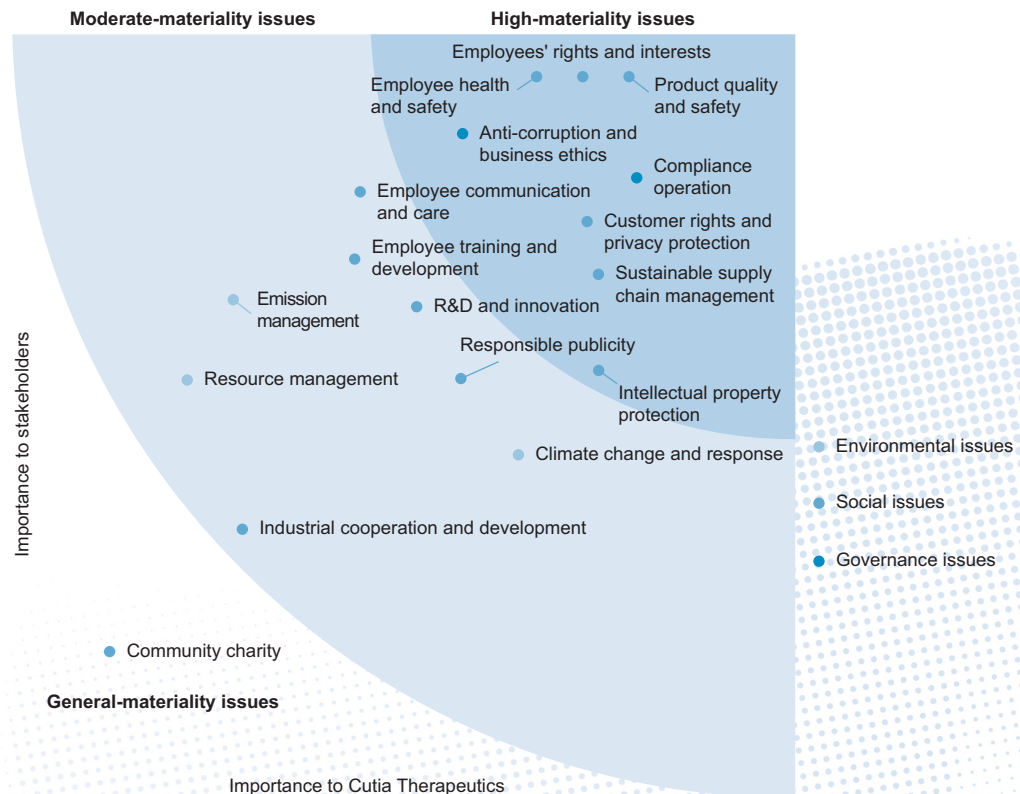 Moderate-materiality issues
High-materiality issues
Employees' rights and interests
Employee health
and safety
Product quality
and safety
Anti-corruption and
business ethics
Compliance
operation
Employee communication
and care
Customer rights and
privacy protection
Employee training and
development
Sustainable supply
chain management
Emission
management
R&D and innovation
Responsible publicity
Resource management
Intellectual property
protection
Importance to stakeholders
Environmental issues
Climate change and response
Social issues
Industrial cooperation and development
Governance issues
Community charity
General-materiality issues
Importance to Cutia Therapeutics